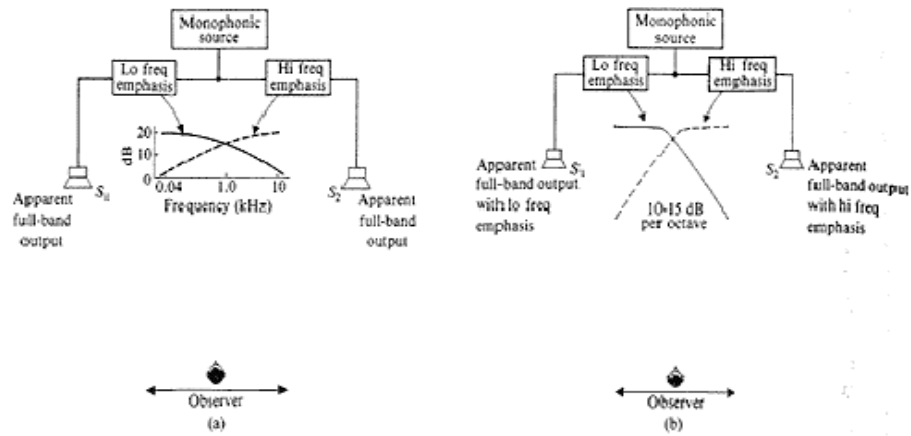 Monophonic
source
Lo freq
emphasis
Hi freq
emphasis
20
10
0
dB
0.04
1.0
10
Frequency (kHz)
S1
Apparent
full-band
output
S2
Apparent
full-band
output
Observer
(a)
Monophonic
source
Lo freq
emphasis
Hi freq
emphasis
Apparent
full-band output
with lo freq
emphasis
S1
10-15 dB
per octave
S2
Apparent
full-band output
with hi freq
emphasis
Observer
(b)